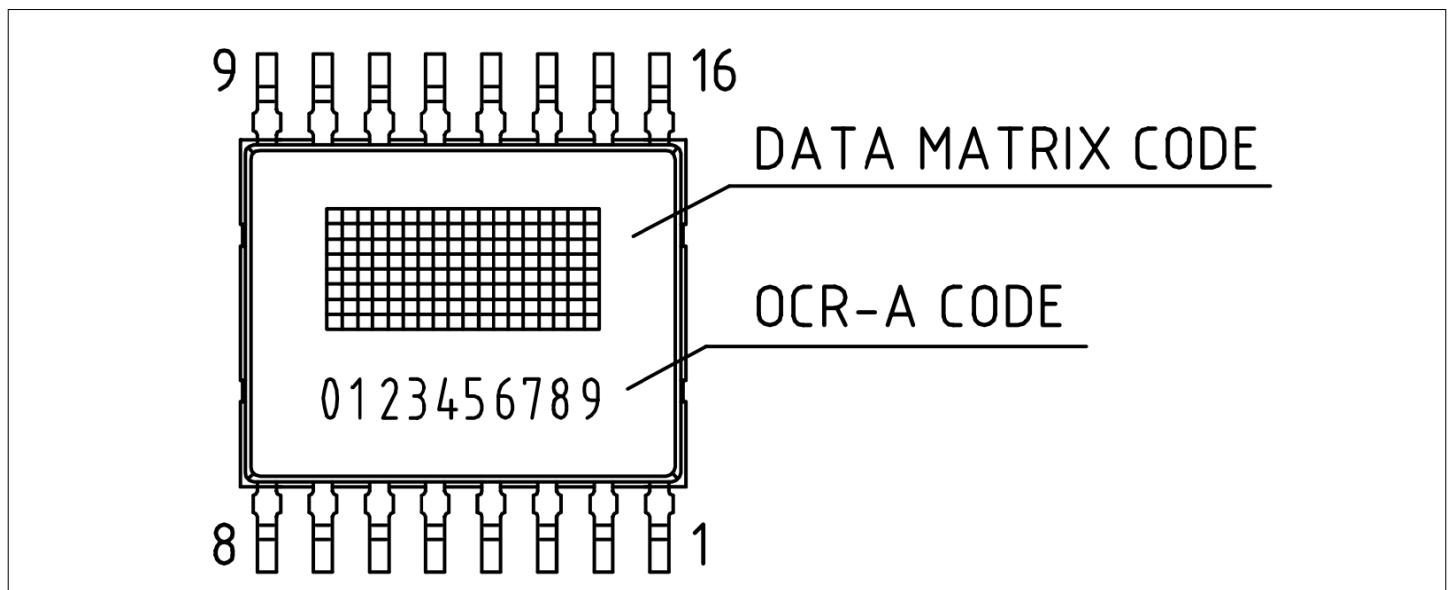 9 16
DATA MATRIX CODE
OCR-A CODE
0123456789
8 1